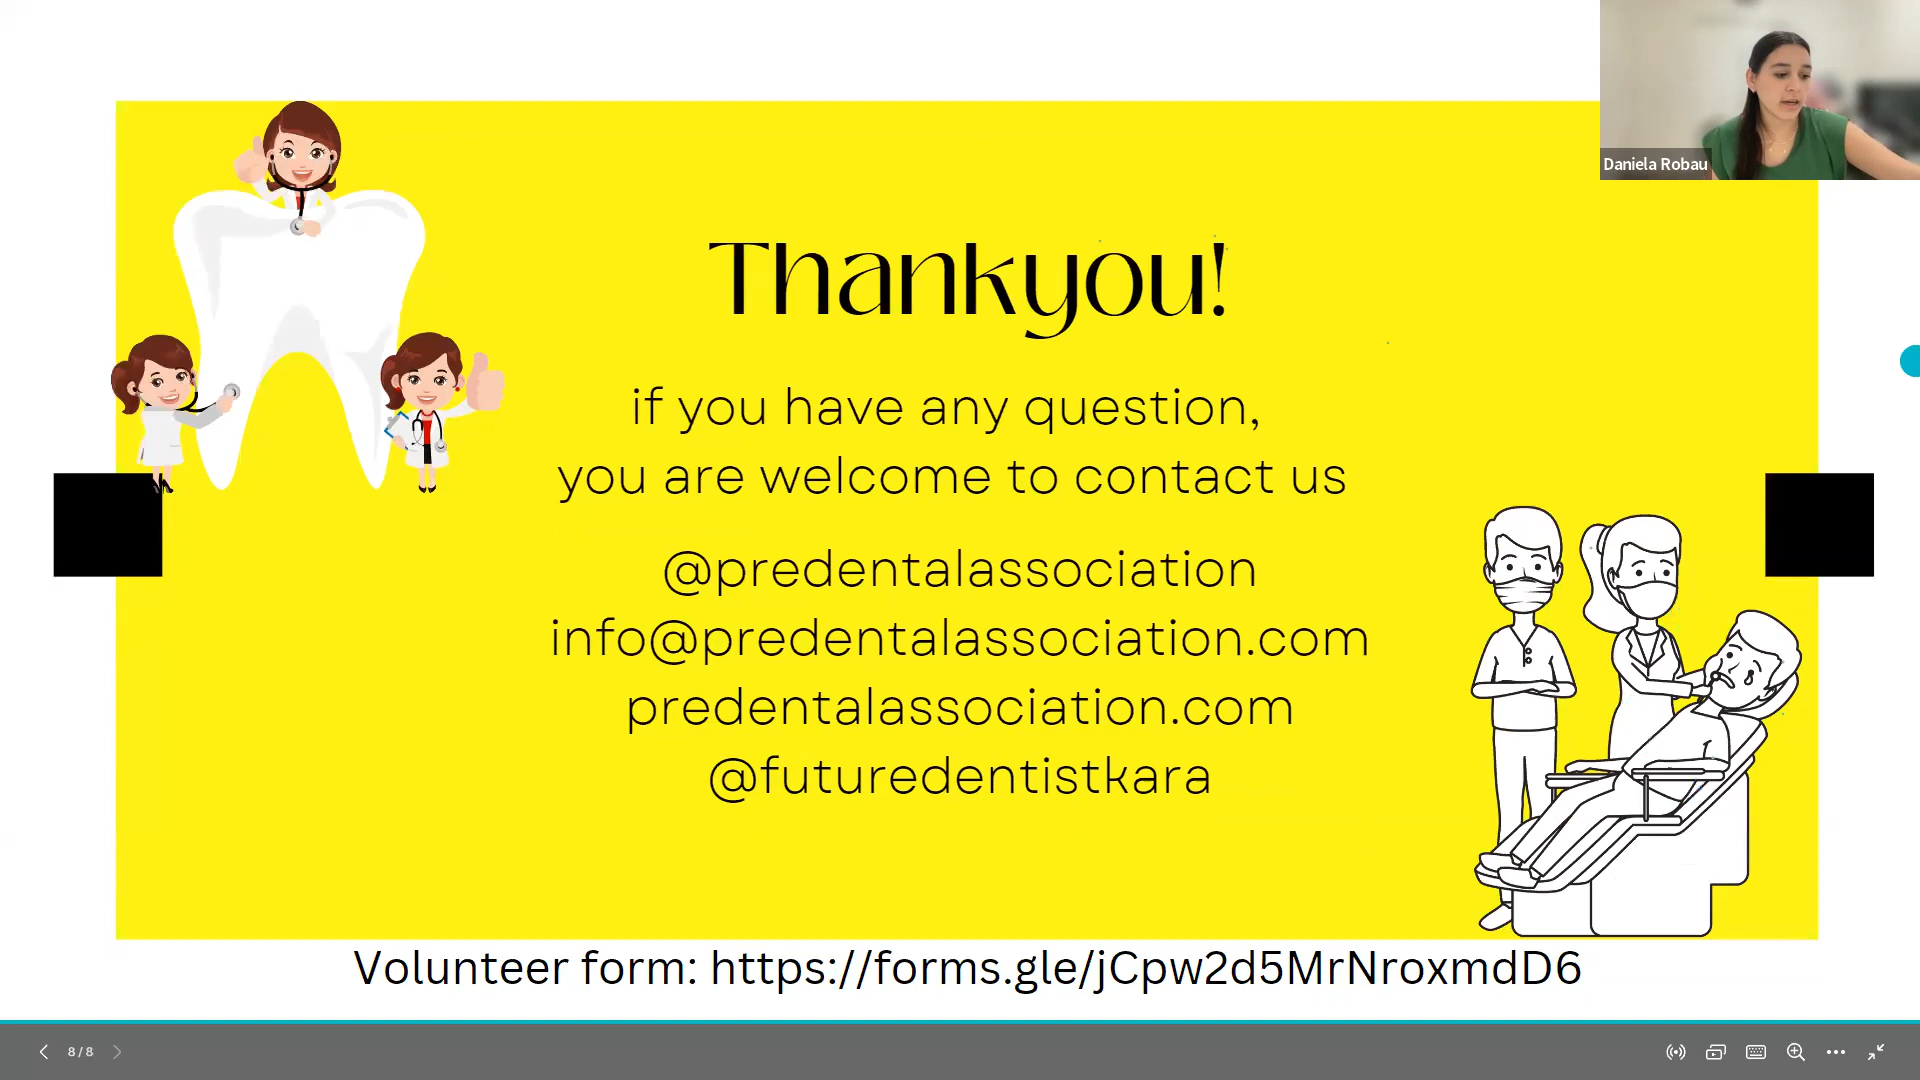 Daniela Robau
Thankyou!
if you have any question,
you are welcome to contact us
@predentalassociation
info@predentalassociation.com
predentalassociation.com
@futuredentistkara
Volunteer form: https://forms.gle/jCpw2d5MrNroxmdD6
8/8